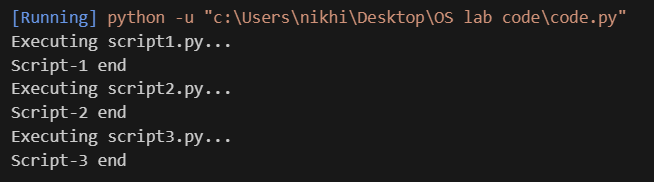 [Running] python -u "c:\Users\nikhi\Desktop\OS lab code\code.py"
Executing script1.py...
Script-1 end
Executing script2.py...
Script-2 end
Executing script3.py...
Script-3 end